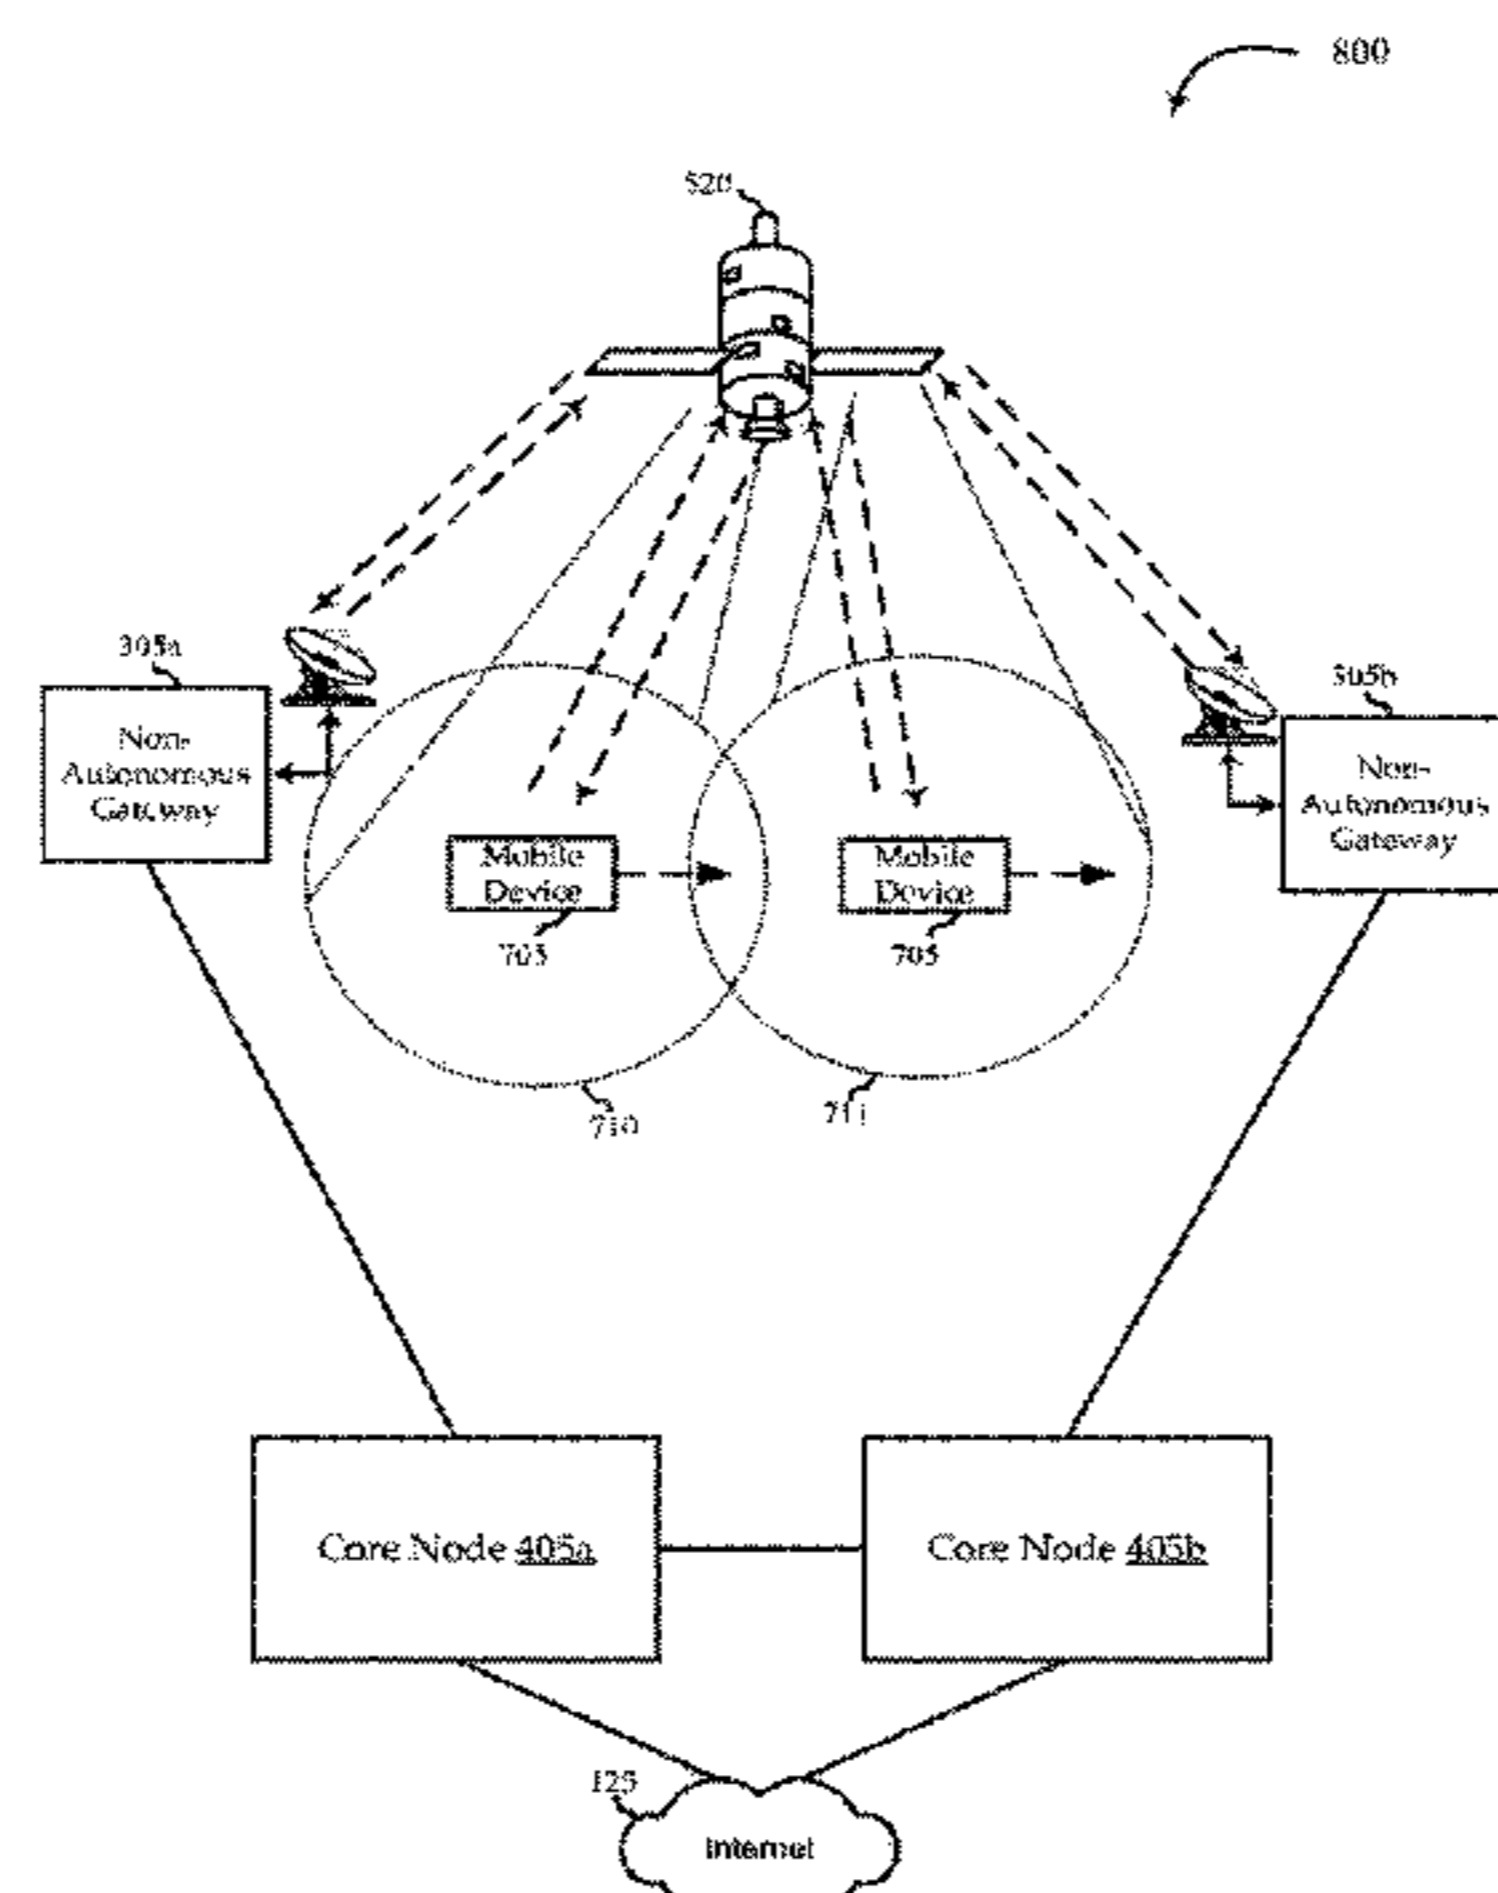 800
520
305a
Non-
Autonomous
Gateway
305b
Non-
Autonomous
Gateway
Mobile
Device
705
Mobile
Device
705
710
711
Core Node 405a
Core Node 405b
125
Internet